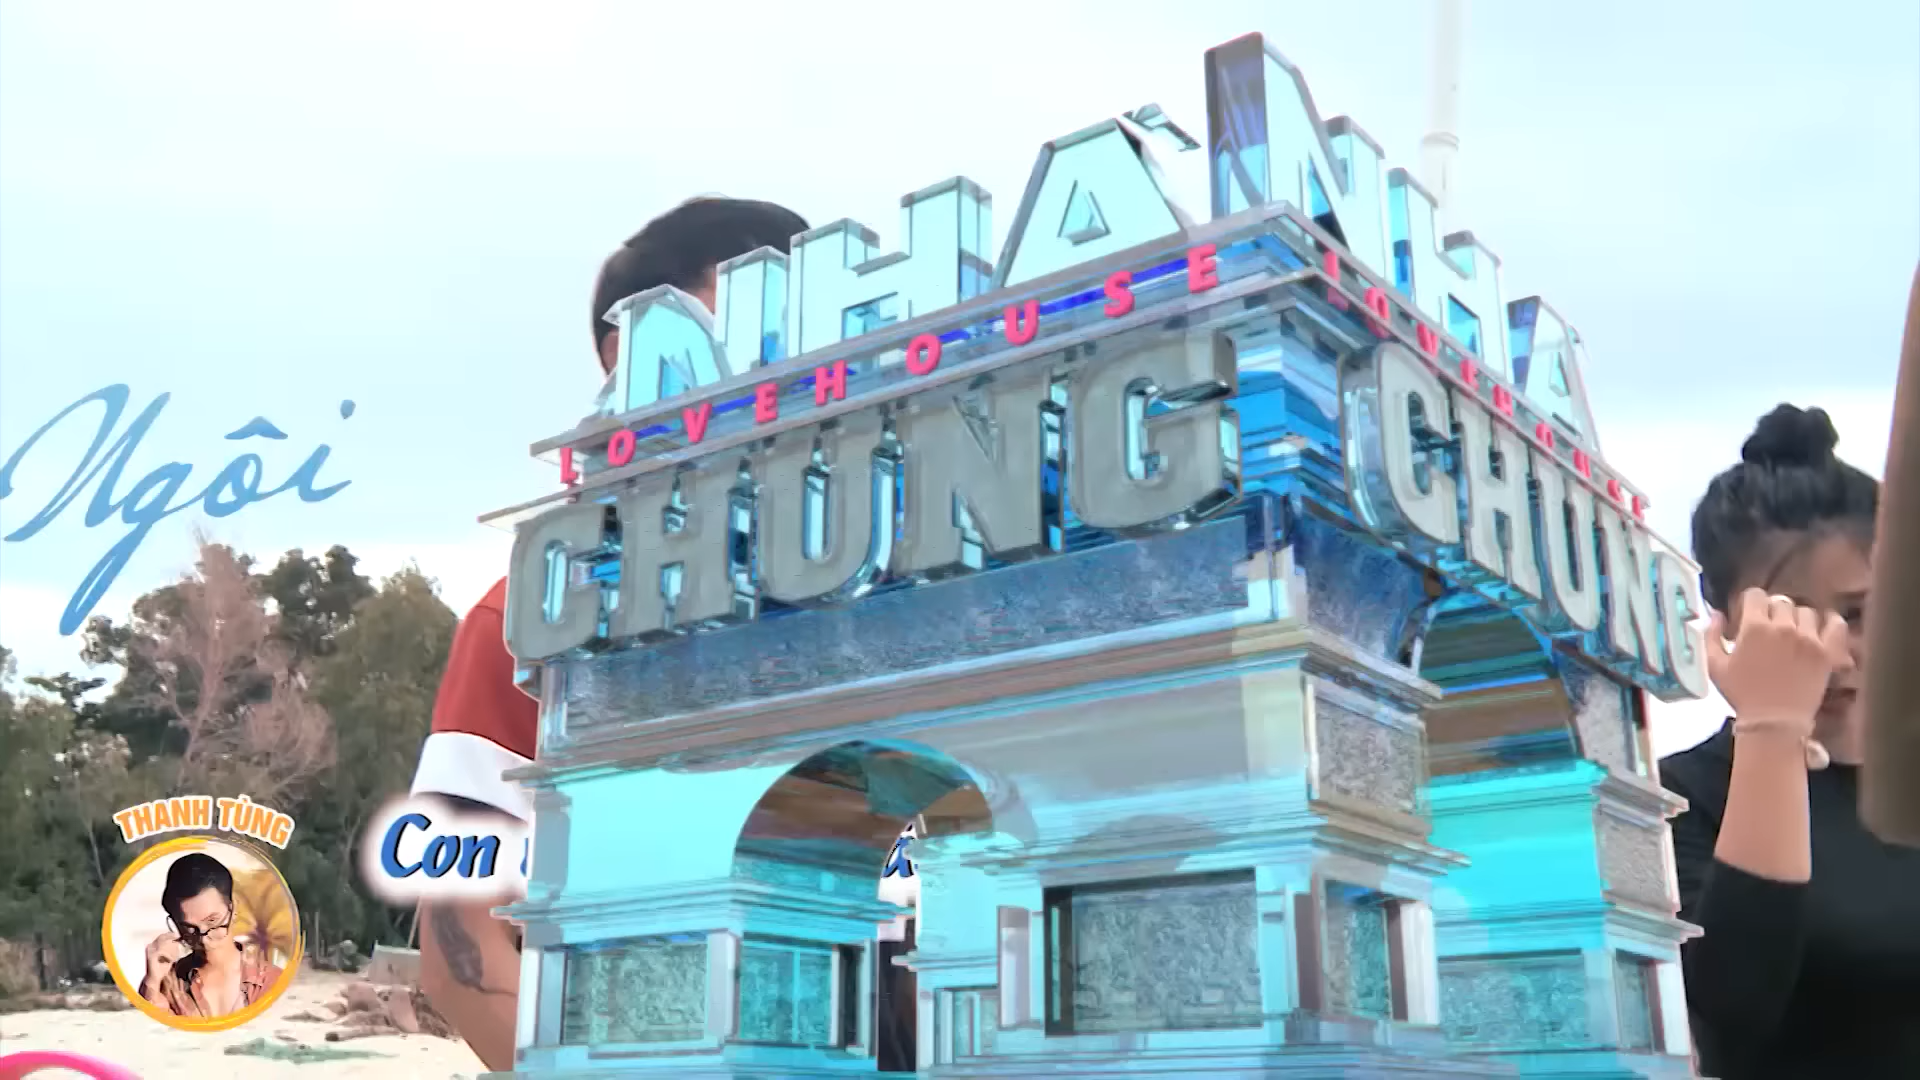 NHÀ
LOVEHOUSE
CHUNG
NHÀ
LOVEHOUSE
CHUNG
Ngôi
THANH TÙNG
Con